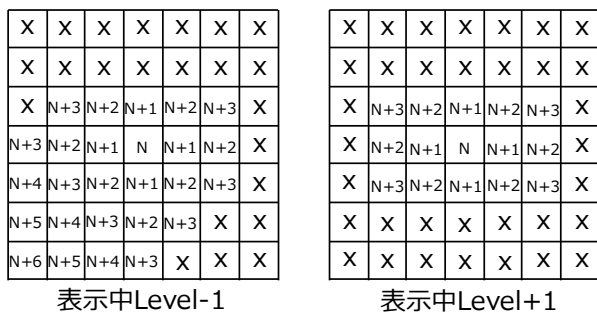 X X X X X X X
X X X X X X X
X N+3 N+2 N+1 N+2 N+3 X
N+3 N+2 N+1 N N+1 N+2 X
N+4 N+3 N+2 N+1 N+2 N+3 X
N+5 N+4 N+3 N+2 N+3 X X
N+6 N+5 N+4 N+3 X X X
表示中Level-1
X X X X X X X
X X X X X X X
X N+3 N+2 N+1 N+2 N+3 X
X N+2 N+1 N N+1 N+2 X
X N+3 N+2 N+1 N+2 N+3 X
X X X X X X X
X X X X X X X
表示中Level+1